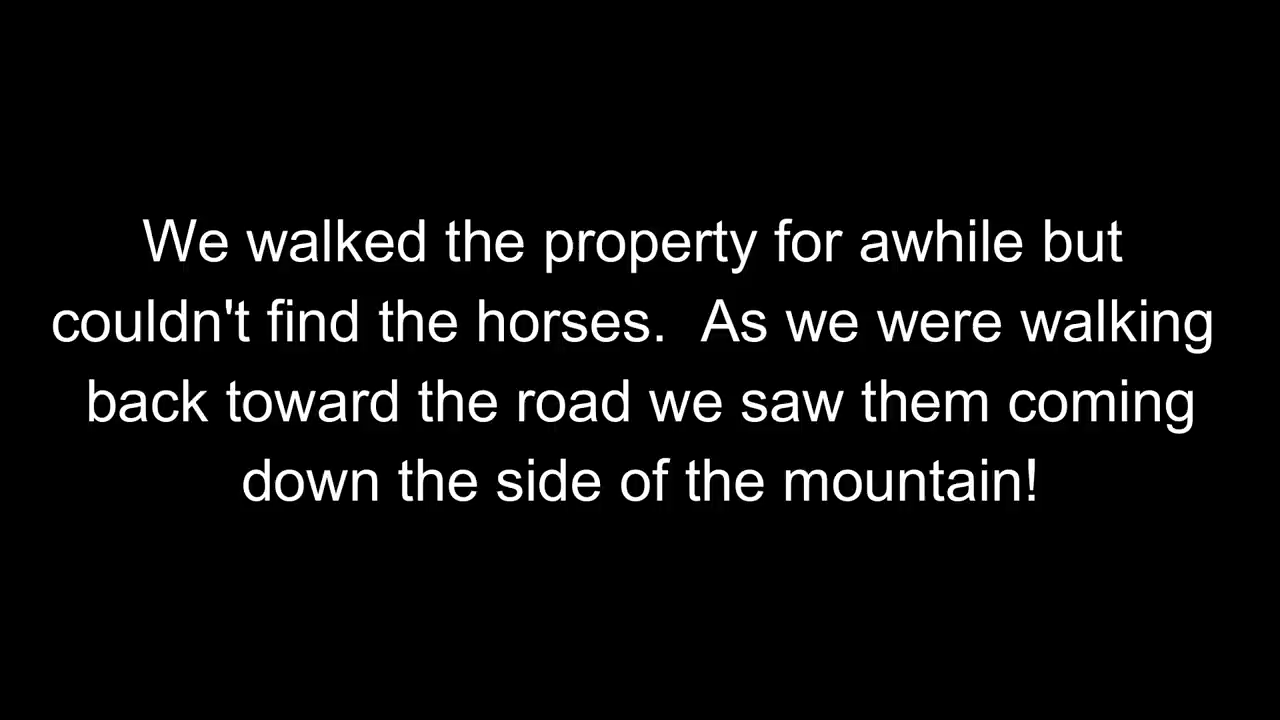 We walked the property for awhile but
couldn't find the horses.  As we were walking
back toward the road we saw them coming
down the side of the mountain!